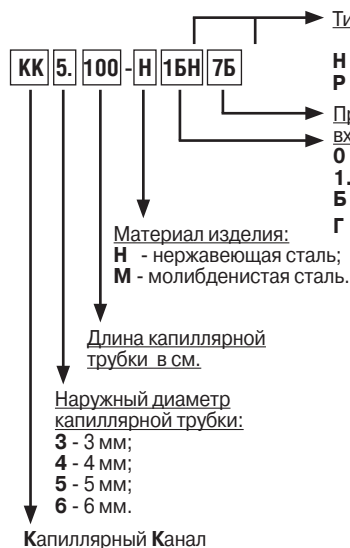 Ти
Н
Р
КК 5. 100 - Н 1БН 7Б
Пр
вх
0
1.
Б
Г
Материал изделия:
Н - нержавеющая сталь;
М - молибденистая сталь.
Длина капиллярной
трубки в см.
Наружный диаметр
капиллярной трубки:
3 - 3 мм;
4 - 4 мм;
5 - 5 мм;
6 - 6 мм.
Капиллярный Канал